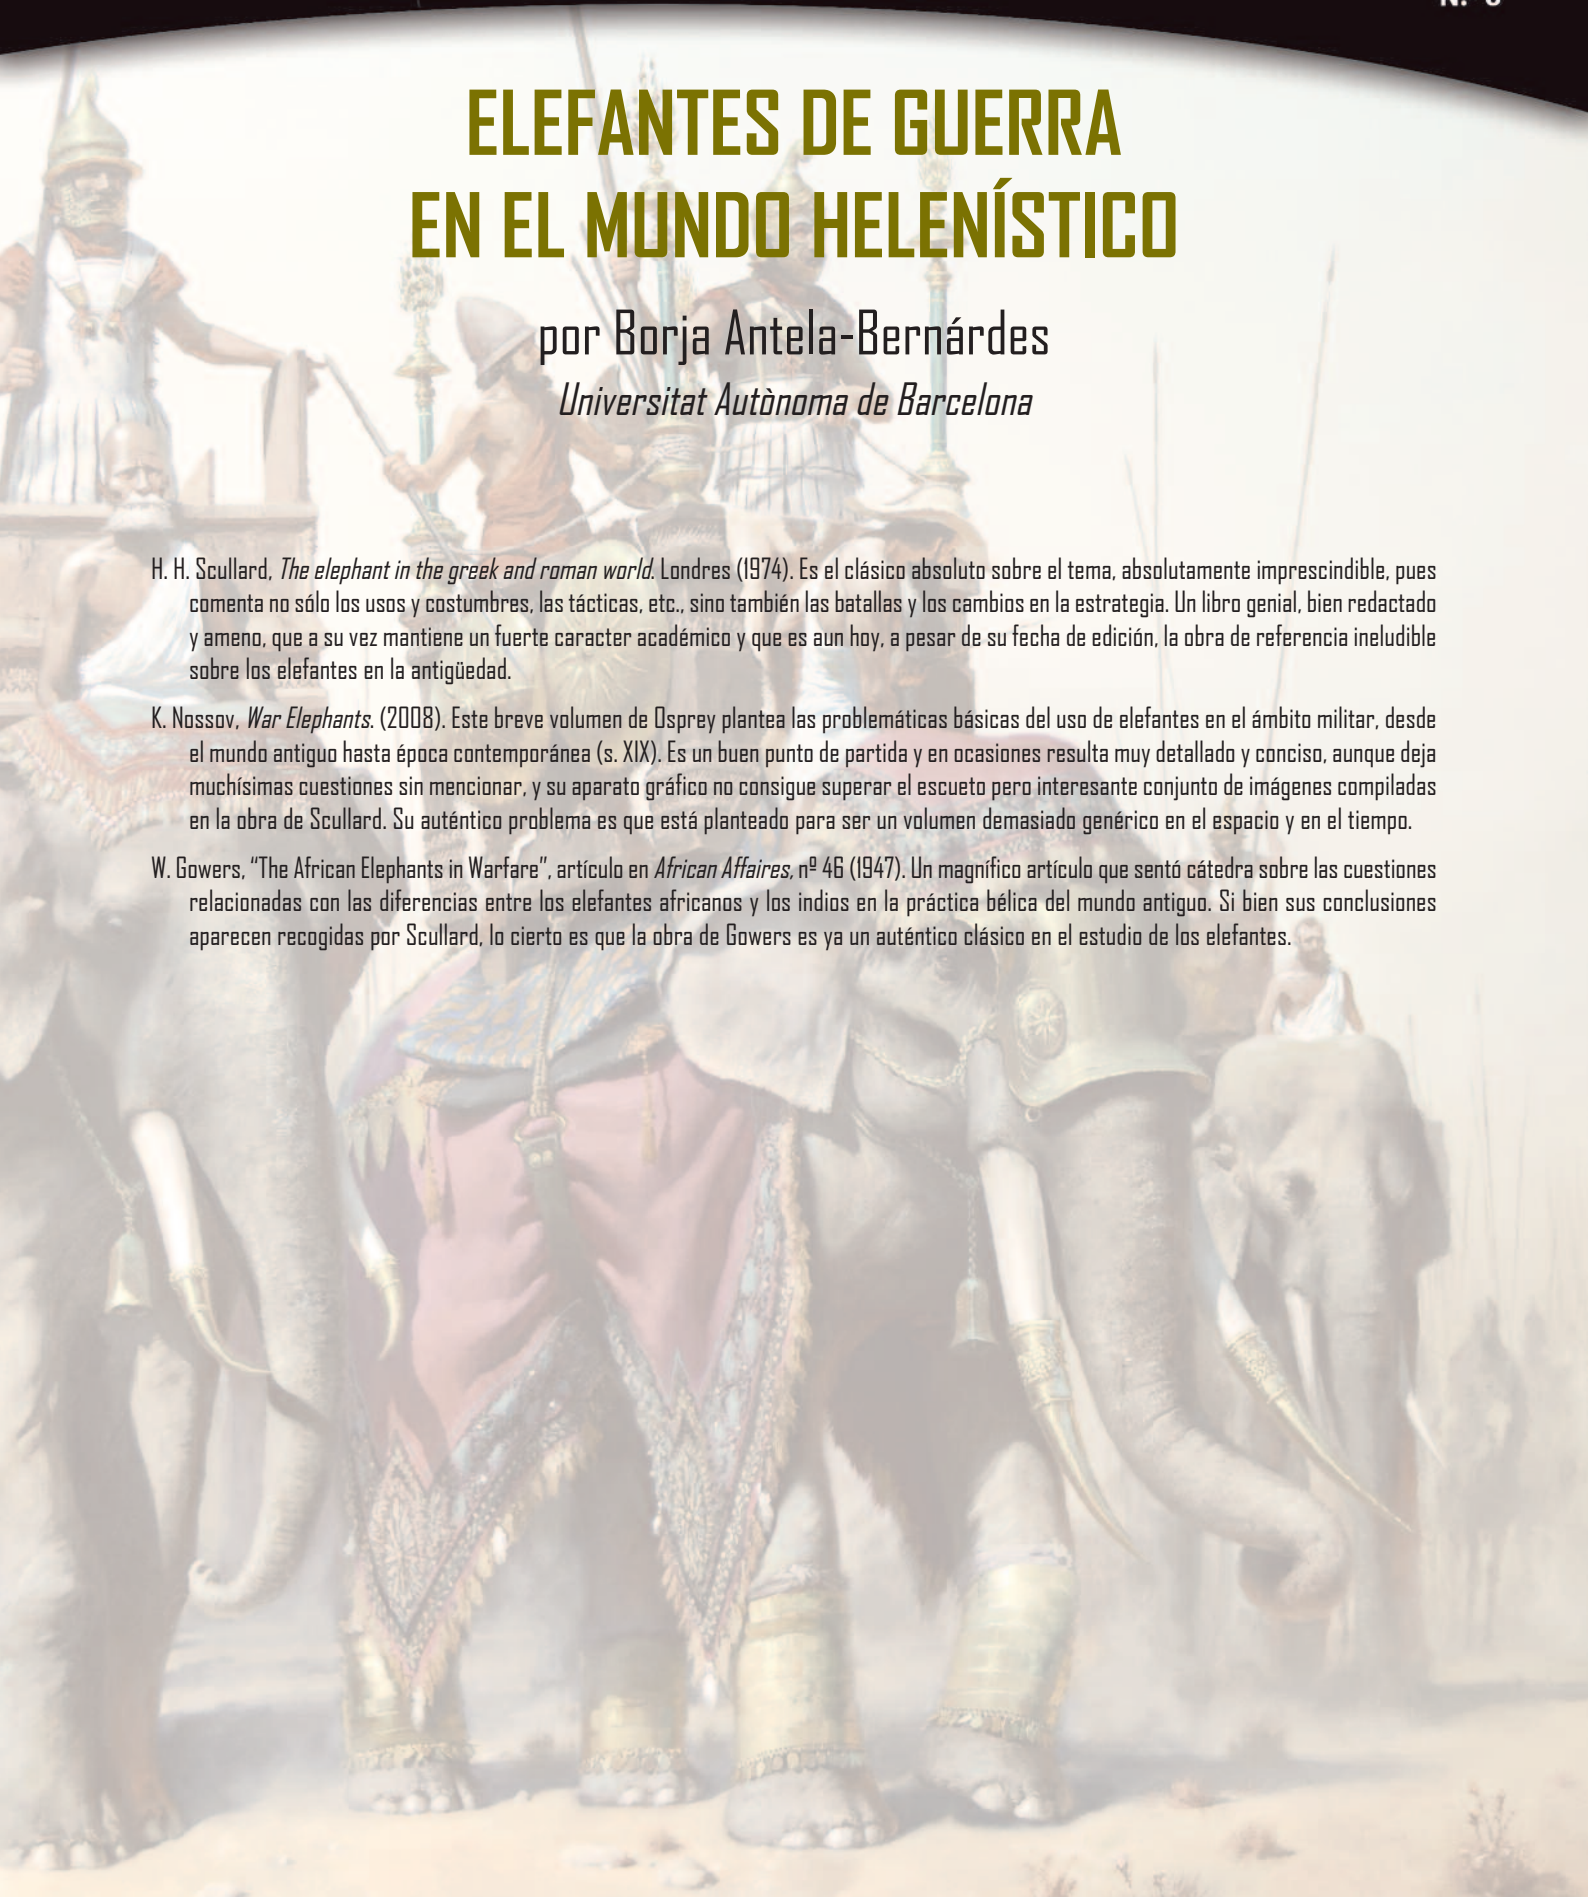 ELEFANTES DE GUERRA
EN EL MUNDO HELENÍSTICO
por Borja Antela-Bernárdes
Universitat Autònoma de Barcelona
H. H. Scullard, The elephant in the greek and roman world. Londres (1974). Es el clásico absoluto sobre el tema, absolutamente imprescindible, pues
comenta no sólo los usos y costumbres, las tácticas, etc., sino también las batallas y los cambios en la estrategia. Un libro genial, bien redactado
y ameno, que a su vez mantiene un fuerte caracter académico y que es aun hoy, a pesar de su fecha de edición, la obra de referencia ineludible
sobre los elefantes en la antigüedad.
K. Nossov, War Elephants. (2008). Este breve volumen de Osprey plantea las problemáticas básicas del uso de elefantes en el ámbito militar, desde
el mundo antiguo hasta época contemporánea (s. XIX). Es un buen punto de partida y en ocasiones resulta muy detallado y conciso, aunque deja
muchísimas cuestiones sin mencionar, y su aparato gráfico no consigue superar el escueto pero interesante conjunto de imágenes compiladas
en la obra de Scullard. Su auténtico problema es que está planteado para ser un volumen demasiado genérico en el espacio y en el tiempo.
W. Gowers, “The African Elephants in Warfare”, artículo en African Affaires, nº 46 (1947). Un magnífico artículo que sentó cátedra sobre las cuestiones
relacionadas con las diferencias entre los elefantes africanos y los indios en la práctica bélica del mundo antiguo. Si bien sus conclusiones
aparecen recogidas por Scullard, lo cierto es que la obra de Gowers es ya un auténtico clásico en el estudio de los elefantes.